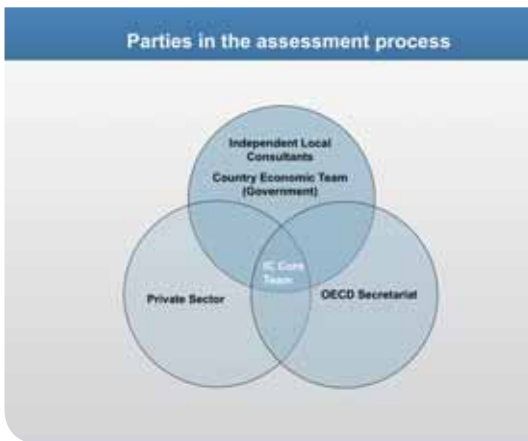 Parties in the assessment process
Independent Local
Consultants
Country Economic Team
(Government)
IC Core
Team
Private Sector
OECD Secretariat